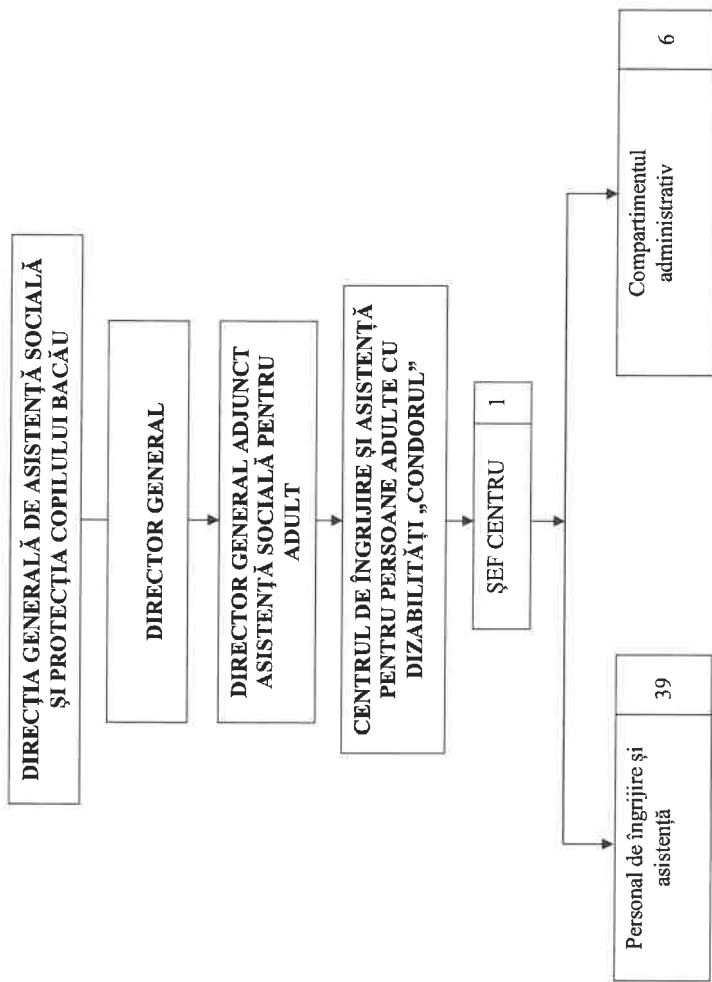 DIRECȚIA GENERALĂ DE ASISTENȚĂ SOCIALĂ
ȘI PROTECȚIA COPILULUI BACĂU
DIRECTOR GENERAL
DIRECTOR GENERAL ADJUNCT
ASISTENȚĂ SOCIALĂ PENTRU
ADULT
CENTRUL DE ÎNGRIJIRE ȘI ASISTENȚĂ
PENTRU PERSOANE ADULTE CU
DIZABILITĂȚI „CONDORUL”
ȘEF CENTRU
1
Personal de îngrijire și
asistență
39
Compartimentul
administrativ
6